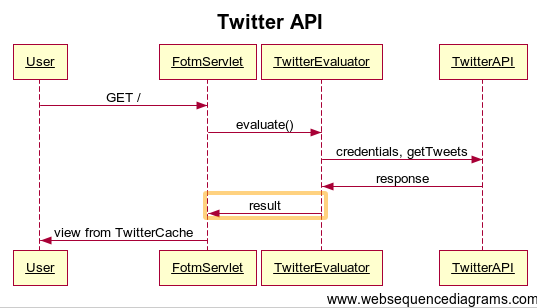 Twitter API
User FotmServlet TwitterEvaluator TwitterAPI
GET /
evaluate()
credentials, getTweets
response
result
view from TwitterCache
User FotmServlet TwitterEvaluator TwitterAPI
www.websequencediagrams.com